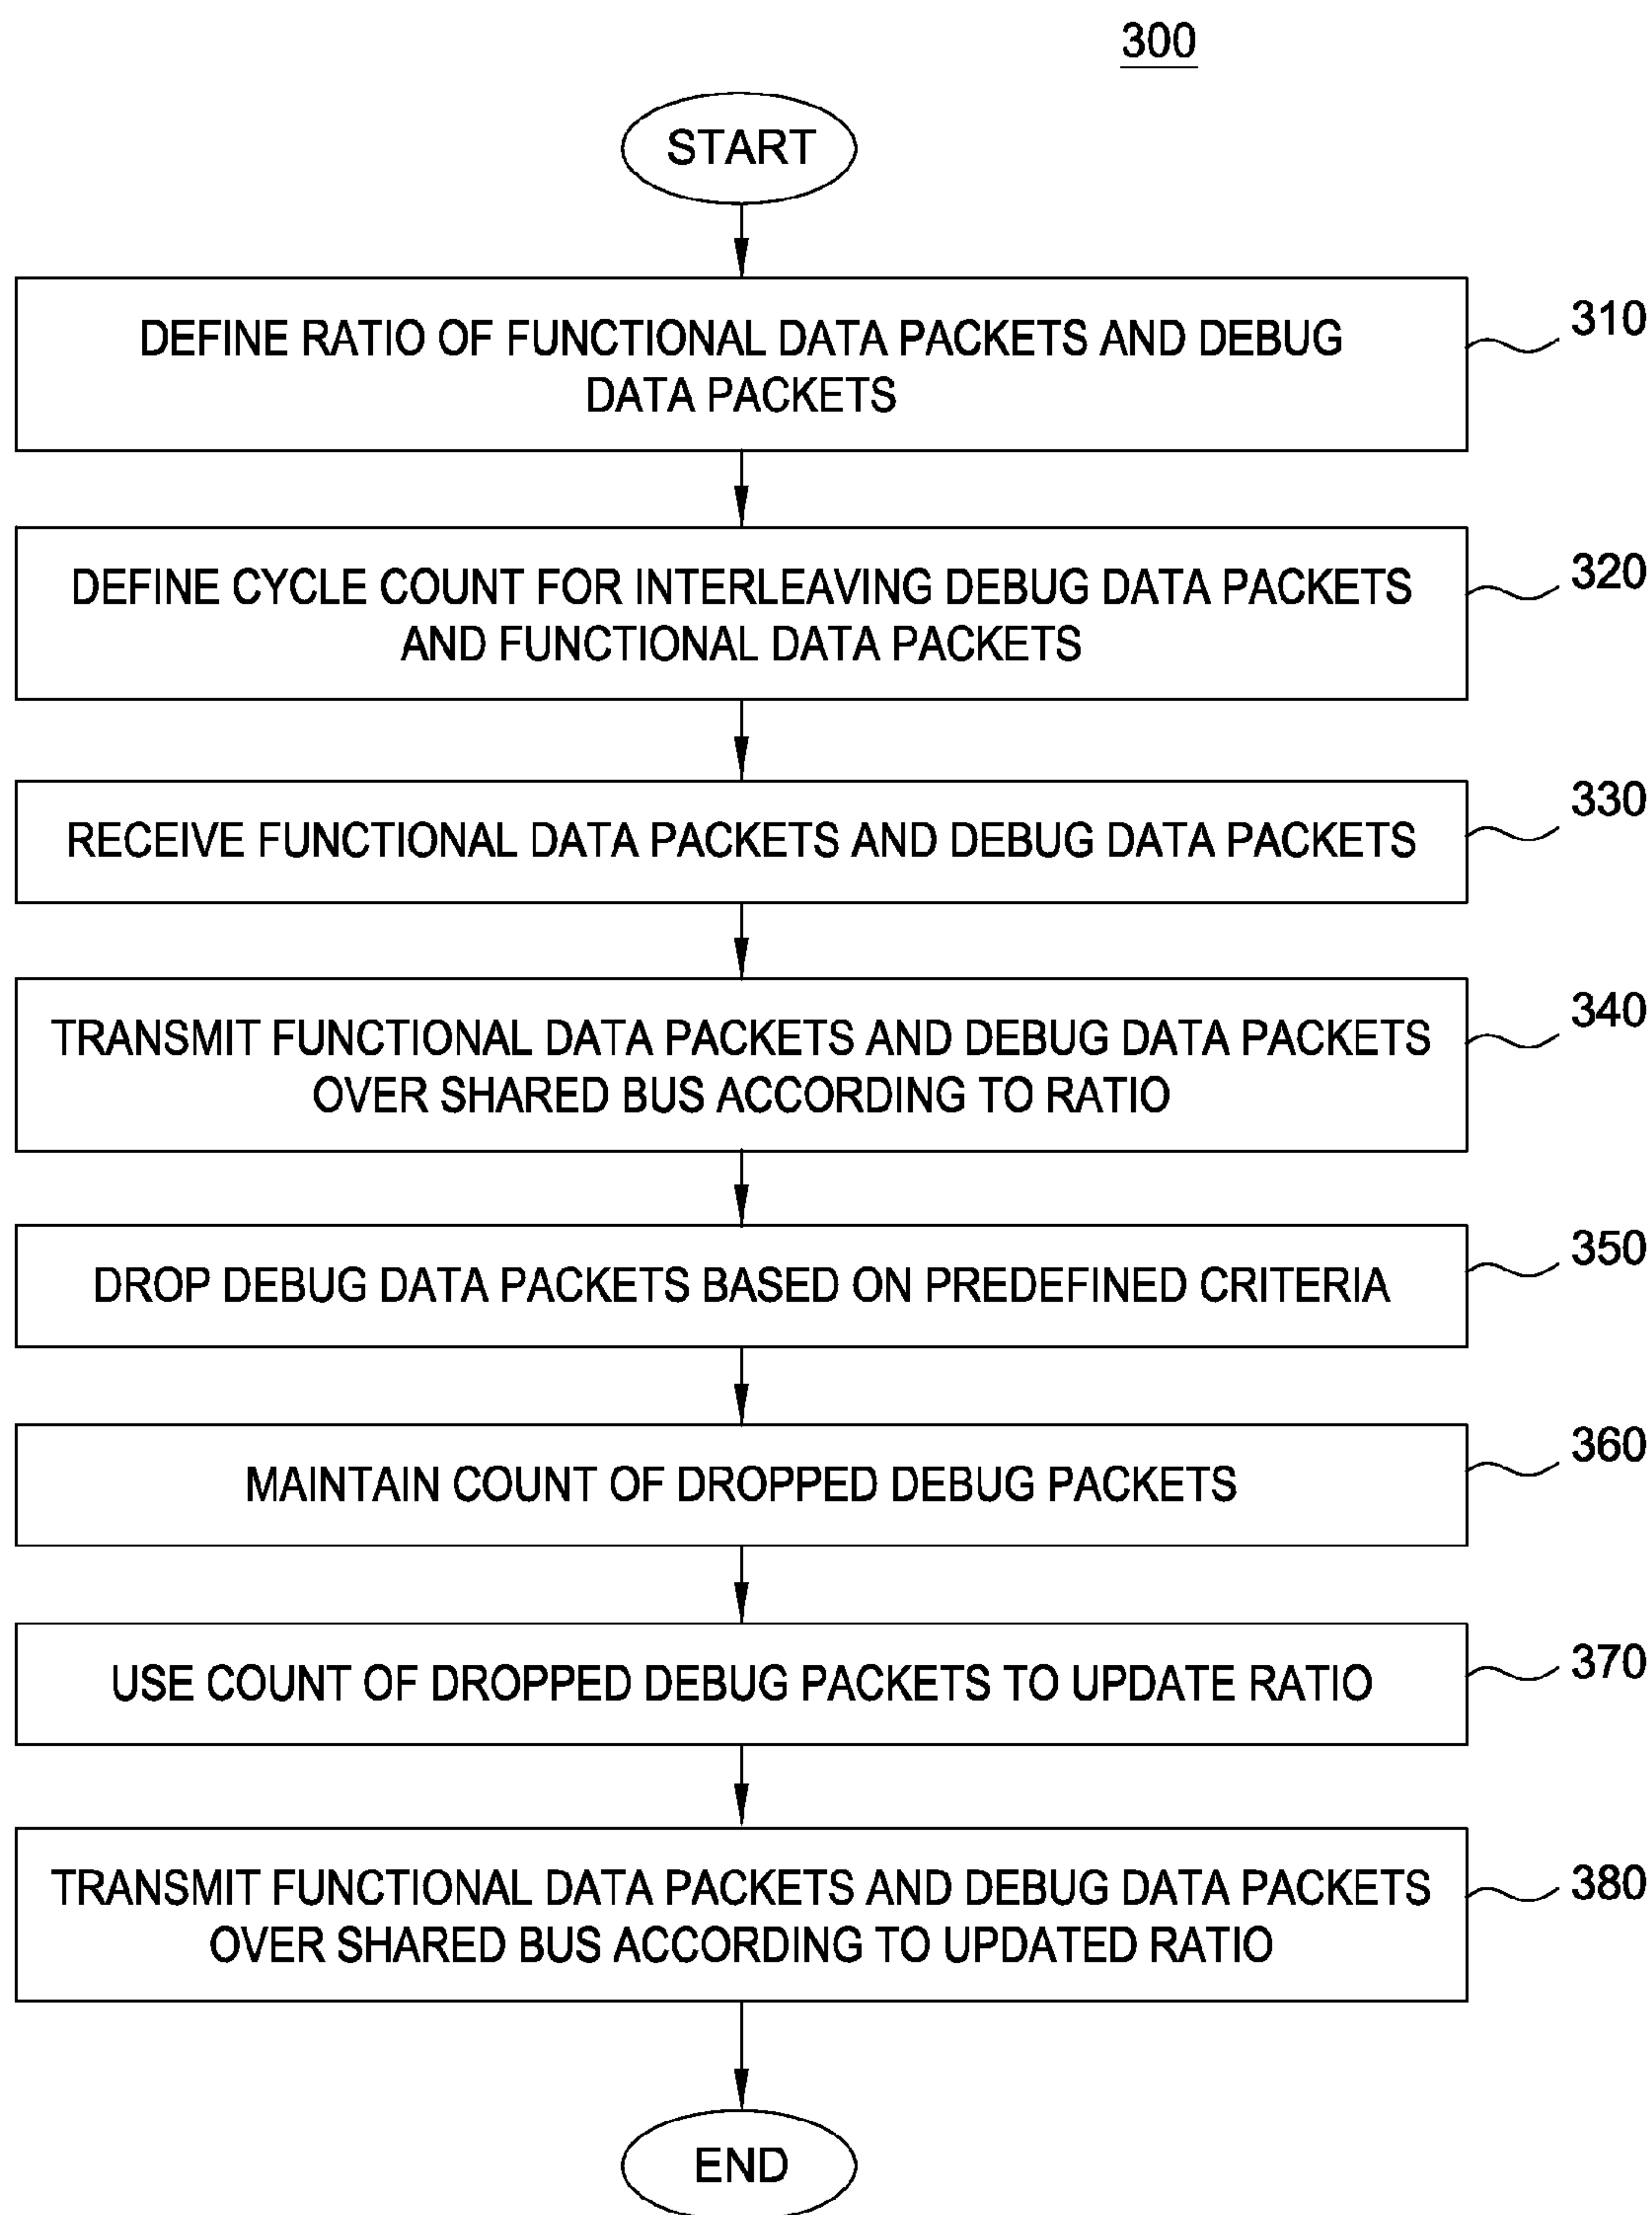 300
START
DEFINE RATIO OF FUNCTIONAL DATA PACKETS AND DEBUG
DATA PACKETS
310
DEFINE CYCLE COUNT FOR INTERLEAVING DEBUG DATA PACKETS
AND FUNCTIONAL DATA PACKETS
320
RECEIVE FUNCTIONAL DATA PACKETS AND DEBUG DATA PACKETS
330
TRANSMIT FUNCTIONAL DATA PACKETS AND DEBUG DATA PACKETS
OVER SHARED BUS ACCORDING TO RATIO
340
DROP DEBUG DATA PACKETS BASED ON PREDEFINED CRITERIA
350
MAINTAIN COUNT OF DROPPED DEBUG PACKETS
360
USE COUNT OF DROPPED DEBUG PACKETS TO UPDATE RATIO
370
TRANSMIT FUNCTIONAL DATA PACKETS AND DEBUG DATA PACKETS
OVER SHARED BUS ACCORDING TO UPDATED RATIO
380
END